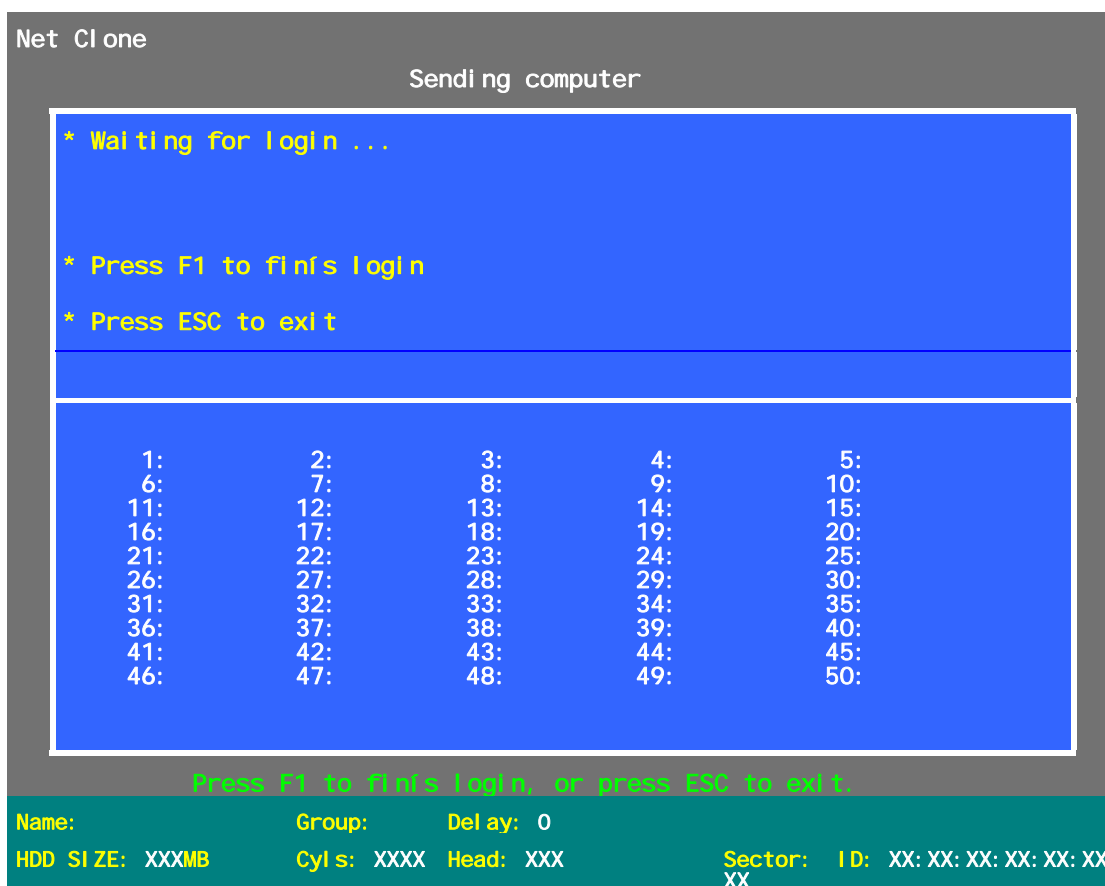 Net Clone
Sending computer
* Waiting for login ...
* Press F1 to finís login
* Press ESC to exit
1: 2: 3: 4: 5:
6: 7: 8: 9: 10:
11: 12: 13: 14: 15:
16: 17: 18: 19: 20:
21: 22: 23: 24: 25:
26: 27: 28: 29: 30:
31: 32: 33: 34: 35:
36: 37: 38: 39: 40:
41: 42: 43: 44: 45:
46: 47: 48: 49: 50:
Press F1 to finís login, or press ESC to exit.
Name: Group: Delay: 0
HDD SIZE: XXXMB Cyls: XXXX Head: XXX Sector: ID: XX:XX:XX:XX:XX:XX
XX